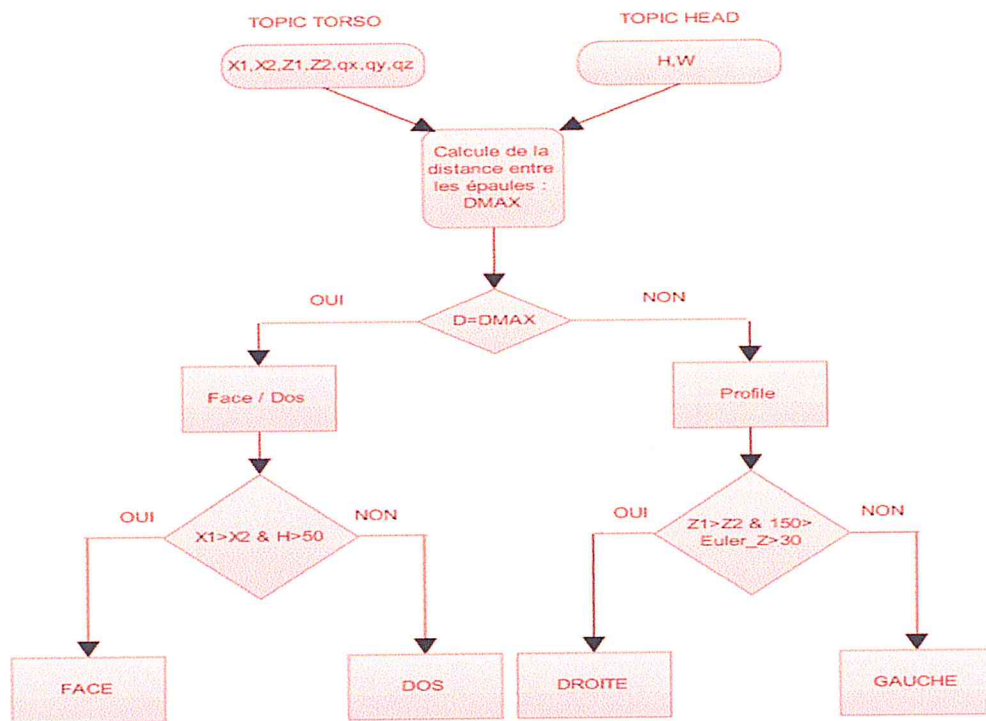 TOPIC TORSO
TOPIC HEAD
X1,X2,Z1,Z2,qx,qy,qz
H,W
Calcule de la
distance entre
les épaules :
DMAX
OUI
NON
D=DMAX
Face / Dos
Profile
OUI
X1>X2 & H>50
NON
OUI
Z1>Z2 & 150>
Euler_Z>30
NON
FACE
DOS
DROITE
GAUCHE